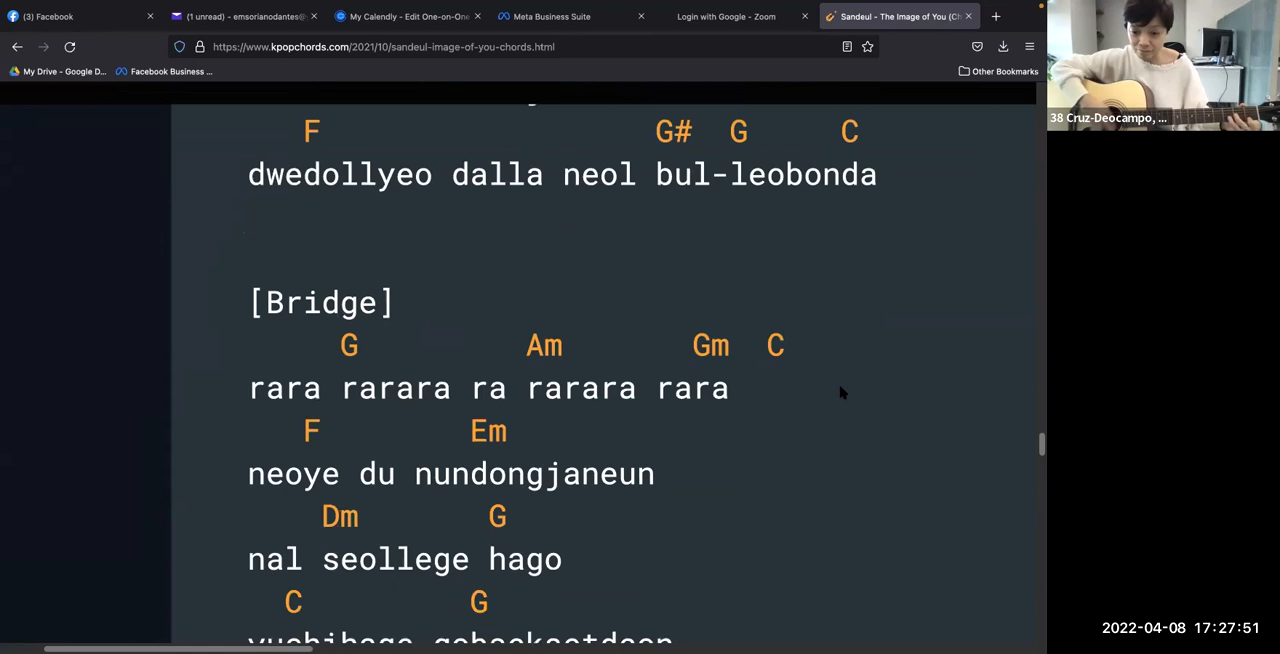 (3) Facebook
(1 unread) - emsorianodantes@
My Calendly - Edit One-on-One
Meta Business Suite
Login with Google - Zoom
Sandeul - The Image of You (Ch
https://www.kpopchords.com/2021/10/sandeul-image-of-you-chords.html
My Drive - Google D...
Facebook Business ...
Other Bookmarks
38 Cruz-Deocampo, ...
F G# G C
dwedollyeo dalla neol bul-leobonda
[Bridge]
G Am Gm C
rara rarara ra rarara rara
F Em
neoye du nundongjaneun
Dm G
nal seollege hago
C G
2022-04-08 17:27:51